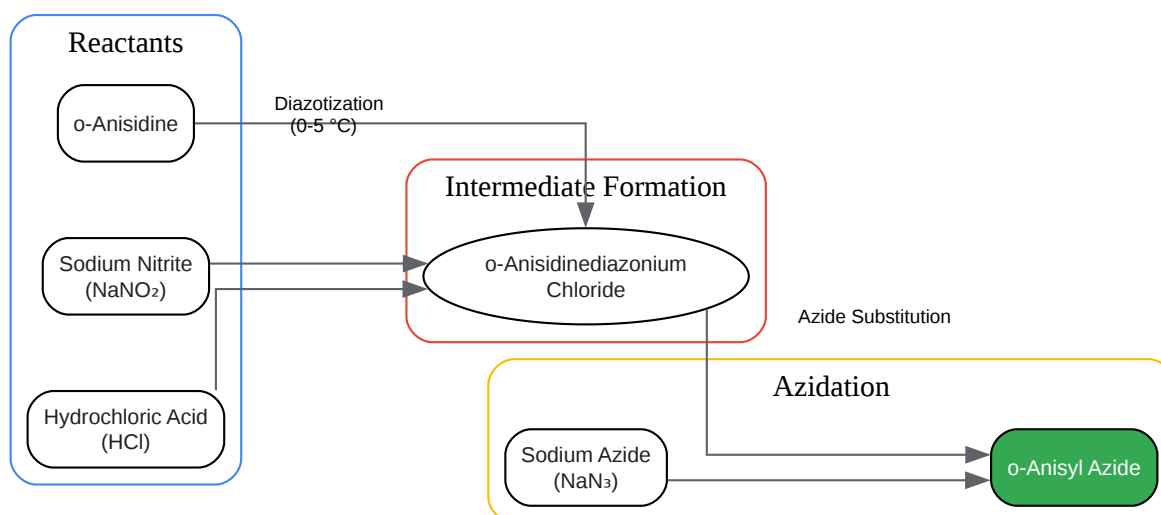 Reactants
o-Anisidine
Diazotization
(0-5 °C)
Intermediate Formation
Sodium Nitrite
(NaNO₂)
o-Anisidinediazonium
Chloride
Azide Substitution
Hydrochloric Acid
(HCl)
Azidation
Sodium Azide
(NaN₃)
o-Anisyl Azide